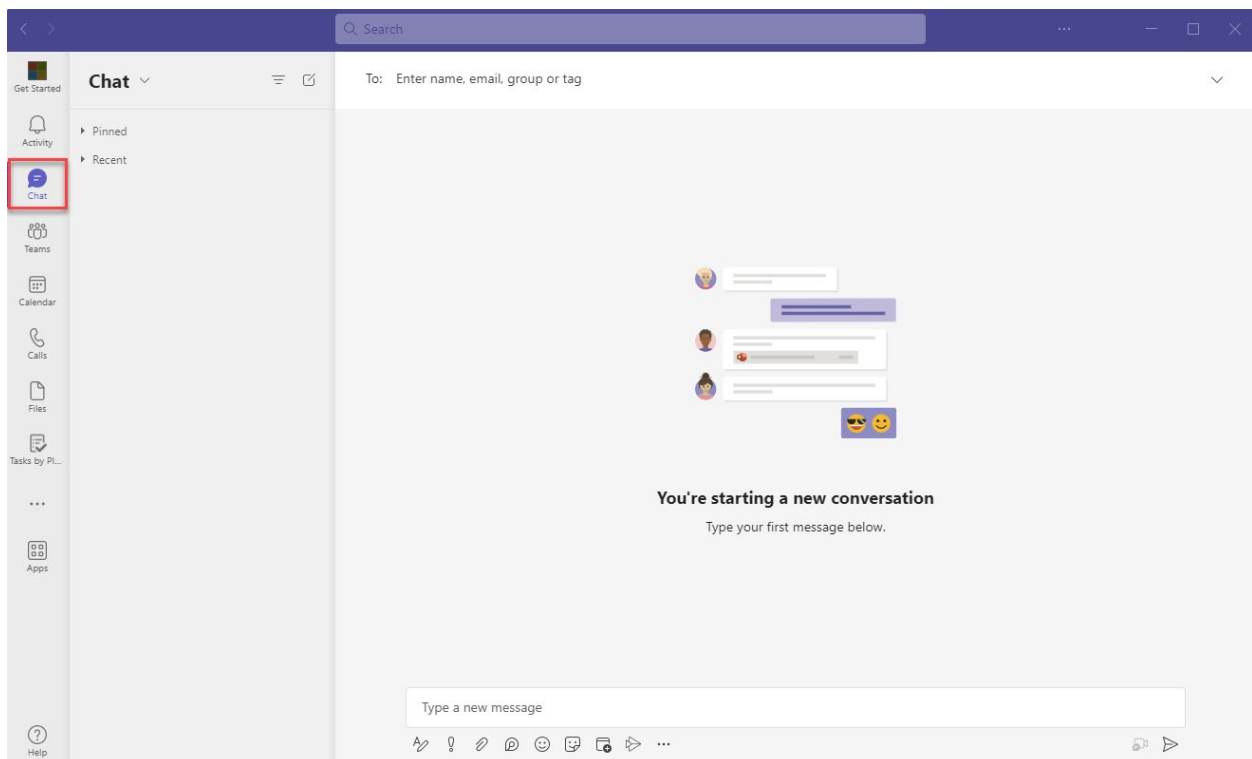 Search
Get Started
Activity
Chat
Teams
Calendar
Calls
Files
Tasks by Pl...
Apps
Help
Chat
Pinned
Recent
To: Enter name, email, group or tag
You're starting a new conversation
Type your first message below.
Type a new message